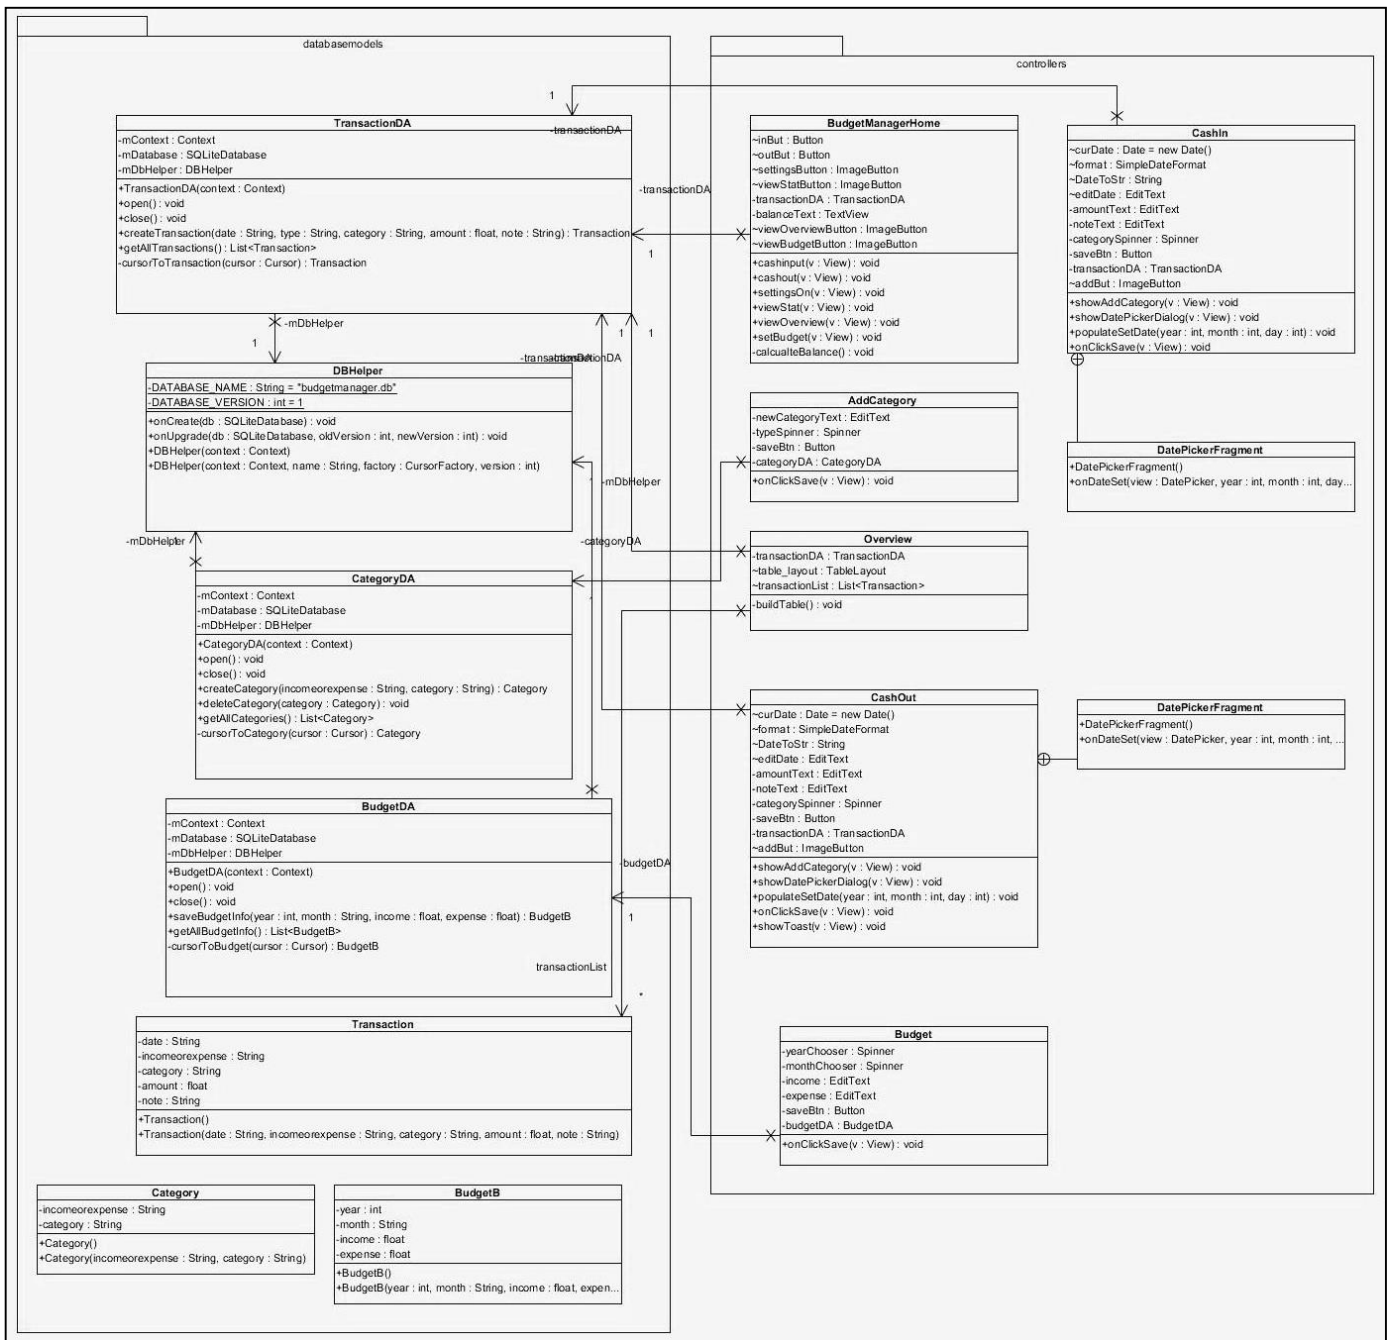 databasemodels
1
TransactionDA
-transactionDA
-mContext : Context
-mDatabase : SQLiteDatabase
-mDbHelper : DBHelper
+TransactionDA(context : Context)
+open() : void
+close() : void
+createTransaction(date : String, type : String, category : String, amount : float, note : String) : Transaction
+getAllTransactions() : List<Transaction>
-cursorToTransaction(cursor : Cursor) : Transaction
-transactionDA
1
-mDbHelper
1
1
1
-transactionDA
-transactionDA
DBHelper
-DATABASE_NAME : String = "budgetmanager.db"
-DATABASE_VERSION : int = 1
+onCreate(db : SQLiteDatabase) : void
+onUpgrade(db : SQLiteDatabase, oldVersion : int, newVersion : int) : void
+DBHelper(context : Context)
+DBHelper(context : Context, name : String, factory : CursorFactory, version : int)
-mDbHelper
-mDbHelper
-categoryDA
CategoryDA
-mContext : Context
-mDatabase : SQLiteDatabase
-mDbHelper : DBHelper
+CategoryDA(context : Context)
+open() : void
+close() : void
+createCategory(incomeorexpense : String, category : String) : Category
+deleteCategory(category : Category) : void
+getAllCategories() : List<Category>
-cursorToCategory(cursor : Cursor) : Category
BudgetDA
-mContext : Context
-mDatabase : SQLiteDatabase
-mDbHelper : DBHelper
+BudgetDA(context : Context)
+open() : void
+close() : void
+saveBudgetInfo(year : int, month : String, income : float, expense : float) : BudgetB
+getAllBudgetInfo() : List<BudgetB>
-cursorToBudget(cursor : Cursor) : BudgetB
-budgetDA
1
transactionList
*
Transaction
-date : String
-incomeorexpense : String
-category : String
-amount : float
-note : String
+Transaction()
+Transaction(date : String, incomeorexpense : String, category : String, amount : float, note : String)
Category
-incomeorexpense : String
-category : String
+Category()
+Category(incomeorexpense : String, category : String)
BudgetB
-year : int
-month : String
-income : float
-expense : float
+BudgetB()
+BudgetB(year : int, month : String, income : float, expen...
controllers
BudgetManagerHome
~inBut : Button
~outBut : Button
~settingsButton : ImageButton
~viewStatButton : ImageButton
-transactionDA : TransactionDA
-balanceText : TextView
~viewOverviewButton : ImageButton
~viewBudgetButton : ImageButton
+cashinput(v : View) : void
+cashout(v : View) : void
+settingsOn(v : View) : void
+viewStat(v : View) : void
+viewOverview(v : View) : void
+setBudget(v : View) : void
-calcualteBalance() : void
CashIn
~curDate : Date = new Date()
~format : SimpleDateFormat
~DateToStr : String
~editDate : EditText
-amountText : EditText
-noteText : EditText
-categorySpinner : Spinner
-saveBtn : Button
-transactionDA : TransactionDA
~addBut : ImageButton
+showAddCategory(v : View) : void
+showDatePickerDialog(v : View) : void
+populateSetDate(year : int, month : int, day : int) : void
+onClickSave(v : View) : void
AddCategory
-newCategoryText : EditText
-typeSpinner : Spinner
-saveBtn : Button
-categoryDA : CategoryDA
+onClickSave(v : View) : void
DatePickerFragment
+DatePickerFragment()
+onDateSet(view : DatePicker, year : int, month : int, day...
Overview
-transactionDA : TransactionDA
~table_layout : TableLayout
~transactionList : List<Transaction>
-buildTable() : void
CashOut
~curDate : Date = new Date()
~format : SimpleDateFormat
~DateToStr : String
~editDate : EditText
-amountText : EditText
-noteText : EditText
-categorySpinner : Spinner
-saveBtn : Button
-transactionDA : TransactionDA
~addBut : ImageButton
+showAddCategory(v : View) : void
+showDatePickerDialog(v : View) : void
+populateSetDate(year : int, month : int, day : int) : void
+onClickSave(v : View) : void
+showToast(v : View) : void
DatePickerFragment
+DatePickerFragment()
+onDateSet(view : DatePicker, year : int, month : int, ...
Budget
-yearChooser : Spinner
-monthChooser : Spinner
-income : EditText
-expense : EditText
-saveBtn : Button
-budgetDA : BudgetDA
+onClickSave(v : View) : void